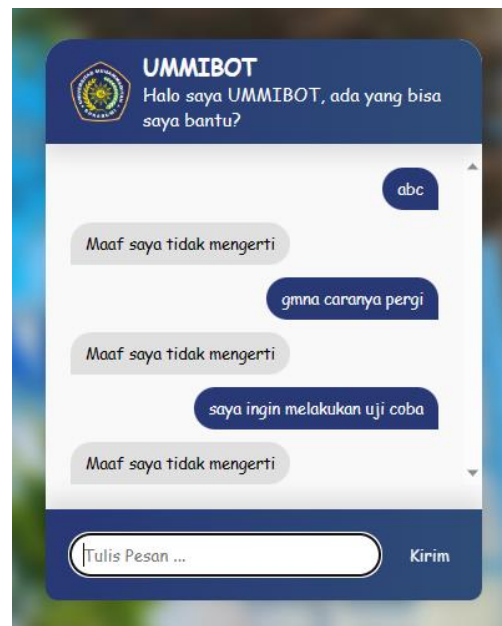 UMMIBOT
Halo saya UMMIBOT, ada yang bisa
saya bantu?
abc
Maaf saya tidak mengerti
gmna caranya pergi
Maaf saya tidak mengerti
saya ingin melakukan uji coba
Maaf saya tidak mengerti
Tulis Pesan ...
Kirim